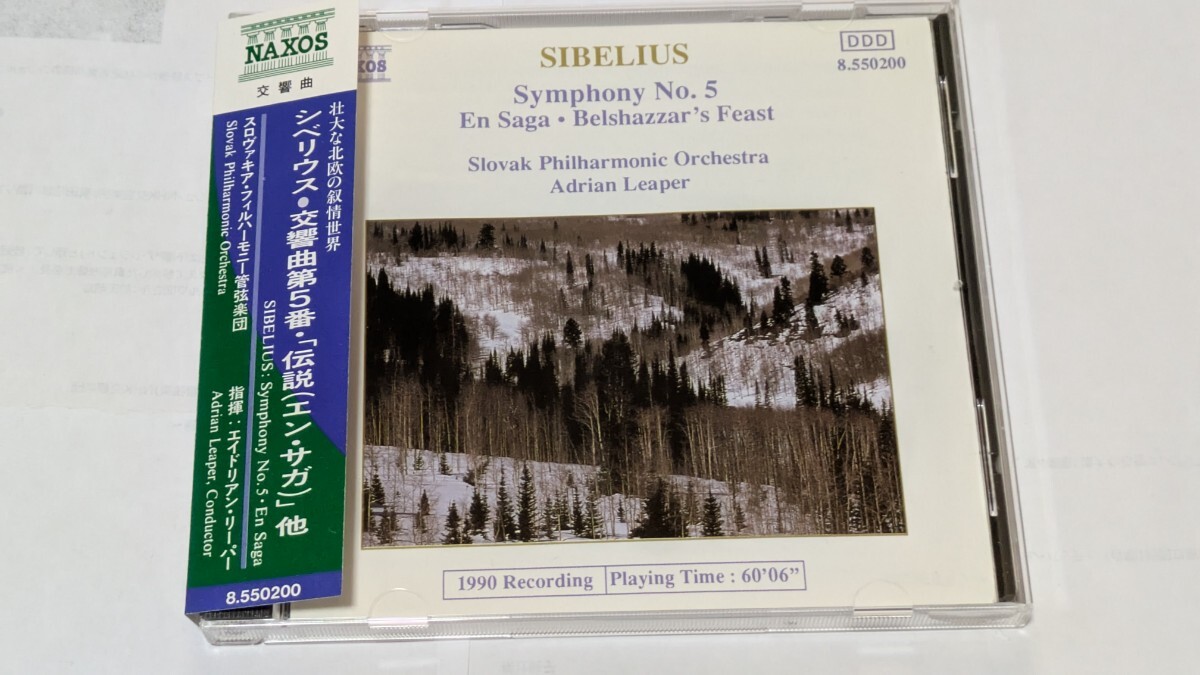 NAXOS
交響曲
壮大な北欧の叙情世界
シベリウス●交響曲第5番・「伝説(エン・サガ)」他
SIBELIUS: Symphony No.5・En Saga
スロヴァキア・フィルハーモニー管弦楽団
Slovak Philharmonic Orchestra
指揮：エイドリアン・リーパー
Adrian Leaper, Conductor
8.550200
SIBELIUS
DDD
8.550200
Symphony No. 5
En Saga • Belshazzar's Feast
Slovak Philharmonic Orchestra
Adrian Leaper
1990 Recording
Playing Time : 60'06"